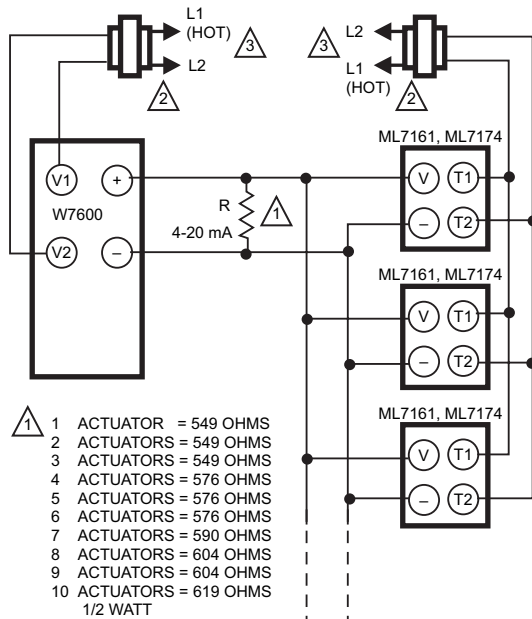 L1
(HOT)
3
L2
2
3
L2
L1
(HOT)
2
ML7161, ML7174
V1
+
W7600
R
1
4-20 mA
V2
–
V
T1
–
T2
ML7161, ML7174
V
T1
–
T2
ML7161, ML7174
V
T1
–
T2
1
1 ACTUATOR = 549 OHMS
2 ACTUATORS = 549 OHMS
3 ACTUATORS = 549 OHMS
4 ACTUATORS = 576 OHMS
5 ACTUATORS = 576 OHMS
6 ACTUATORS = 576 OHMS
7 ACTUATORS = 590 OHMS
8 ACTUATORS = 604 OHMS
9 ACTUATORS = 604 OHMS
10 ACTUATORS = 619 OHMS
1/2 WATT